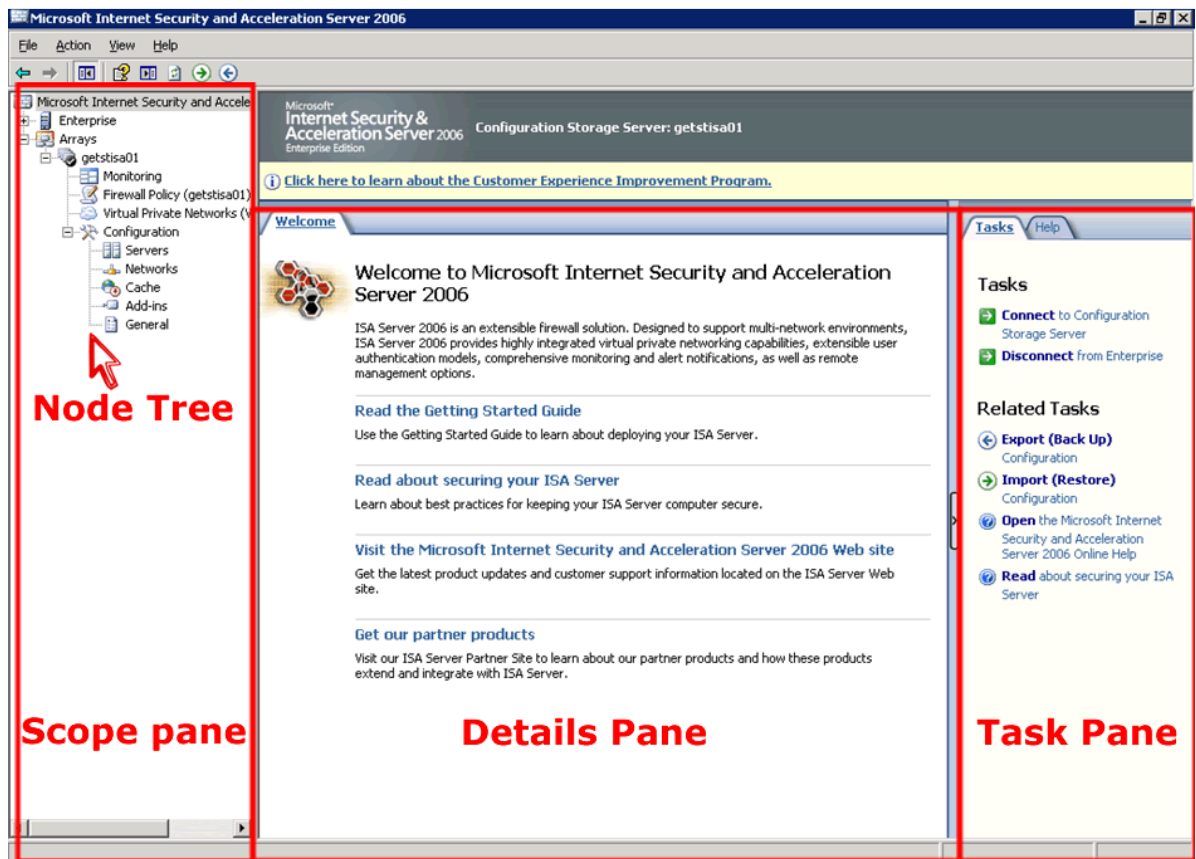 Microsoft Internet Security and Acceleration Server 2006
File Action View Help
Microsoft Internet Security and Accele
Enterprise
Arrays
getstisa01
Monitoring
Firewall Policy (getstisa01)
Virtual Private Networks (V
Configuration
Servers
Networks
Cache
Add-ins
General
Node Tree
Scope pane
Microsoft
Internet Security &
Acceleration Server 2006
Enterprise Edition
Configuration Storage Server: getstisa01
Click here to learn about the Customer Experience Improvement Program.
Welcome
Welcome to Microsoft Internet Security and Acceleration
Server 2006
ISA Server 2006 is an extensible firewall solution. Designed to support multi-network environments,
ISA Server 2006 provides highly integrated virtual private networking capabilities, extensible user
authentication models, comprehensive monitoring and alert notifications, as well as remote
management options.
Read the Getting Started Guide
Use the Getting Started Guide to learn about deploying your ISA Server.
Read about securing your ISA Server
Learn about best practices for keeping your ISA Server computer secure.
Visit the Microsoft Internet Security and Acceleration Server 2006 Web site
Get the latest product updates and customer support information located on the ISA Server Web
site.
Get our partner products
Visit our ISA Server Partner Site to learn about our partner products and how these products
extend and integrate with ISA Server.
Details Pane
Tasks Help
Tasks
Connect to Configuration
Storage Server
Disconnect from Enterprise
Related Tasks
Export (Back Up)
Configuration
Import (Restore)
Configuration
Open the Microsoft Internet
Security and Acceleration
Server 2006 Online Help
Read about securing your ISA
Server
Task Pane